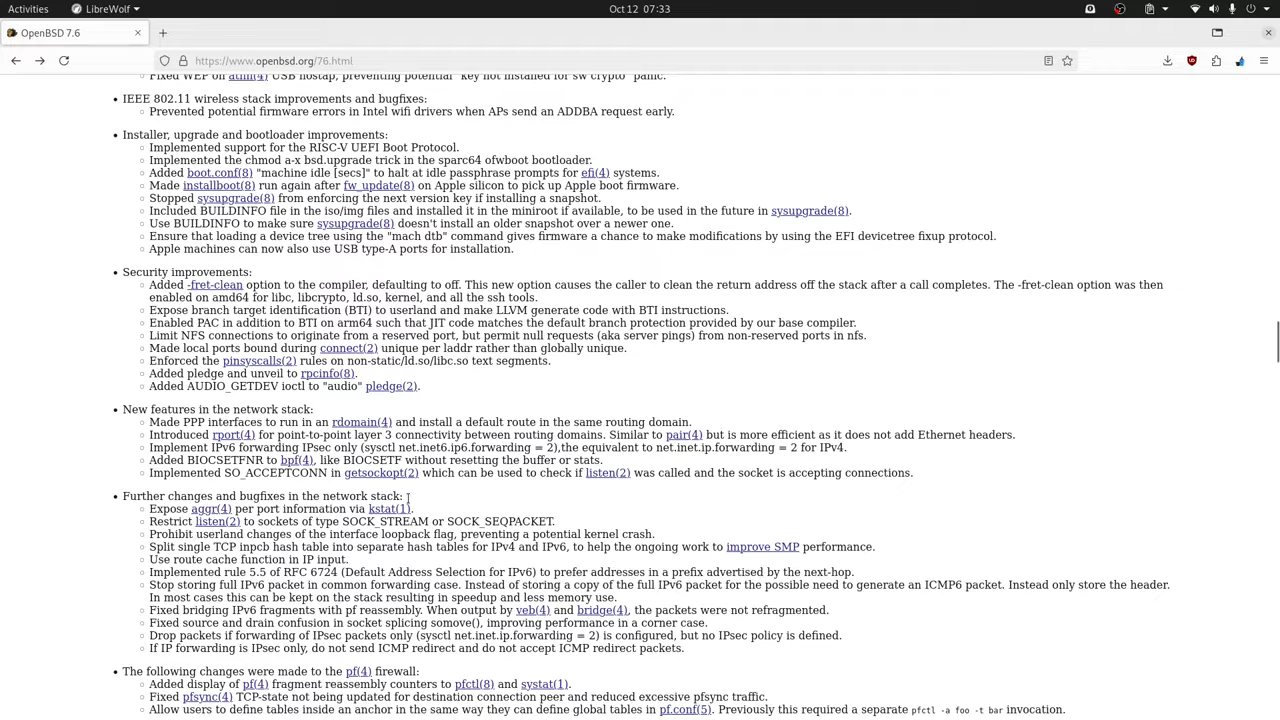 Activities LibreWolf Oct 12 07:33
OpenBSD 7.6
https://www.openbsd.org/76.html
Fixed WEP on athn(4) USB hostap, preventing potential "key not installed for sw crypto" panic.
IEEE 802.11 wireless stack improvements and bugfixes:
Prevented potential firmware errors in Intel wifi drivers when APs send an ADDBA request early.
Installer, upgrade and bootloader improvements:
Implemented support for the RISC-V UEFI Boot Protocol.
Implemented the chmod a-x bsd.upgrade trick in the sparc64 ofwboot bootloader.
Added boot.conf(8) "machine idle [secs]" to halt at idle passphrase prompts for efi(4) systems.
Made installboot(8) run again after fw_update(8) on Apple silicon to pick up Apple boot firmware.
Stopped sysupgrade(8) from enforcing the next version key if installing a snapshot.
Included BUILDINFO file in the iso/img files and installed it in the miniroot if available, to be used in the future in sysupgrade(8).
Use BUILDINFO to make sure sysupgrade(8) doesn't install an older snapshot over a newer one.
Ensure that loading a device tree using the "mach dtb" command gives firmware a chance to make modifications by using the EFI devicetree fixup protocol.
Apple machines can now also use USB type-A ports for installation.
Security improvements:
Added -fret-clean option to the compiler, defaulting to off. This new option causes the caller to clean the return address off the stack after a call completes. The -fret-clean option was then
enabled on amd64 for libc, libcrypto, ld.so, kernel, and all the ssh tools.
Expose branch target identification (BTI) to userland and make LLVM generate code with BTI instructions.
Enabled PAC in addition to BTI on arm64 such that JIT code matches the default branch protection provided by our base compiler.
Limit NFS connections to originate from a reserved port, but permit null requests (aka server pings) from non-reserved ports in nfs.
Made local ports bound during connect(2) unique per laddr rather than globally unique.
Enforced the pinsyscalls(2) rules on non-static/ld.so/libc.so text segments.
Added pledge and unveil to rpcinfo(8).
Added AUDIO_GETDEV ioctl to "audio" pledge(2).
New features in the network stack:
Made PPP interfaces to run in an rdomain(4) and install a default route in the same routing domain.
Introduced rport(4) for point-to-point layer 3 connectivity between routing domains. Similar to pair(4) but is more efficient as it does not add Ethernet headers.
Implement IPv6 forwarding IPsec only (sysctl net.inet6.ip6.forwarding = 2),the equivalent to net.inet.ip.forwarding = 2 for IPv4.
Added BIOCSETFNR to bpf(4), like BIOCSETF without resetting the buffer or stats.
Implemented SO_ACCEPTCONN in getsockopt(2) which can be used to check if listen(2) was called and the socket is accepting connections.
Further changes and bugfixes in the network stack:
Expose aggr(4) per port information via kstat(1).
Restrict listen(2) to sockets of type SOCK_STREAM or SOCK_SEQPACKET.
Prohibit userland changes of the interface loopback flag, preventing a potential kernel crash.
Split single TCP inpcb hash table into separate hash tables for IPv4 and IPv6, to help the ongoing work to improve SMP performance.
Use route cache function in IP input.
Implemented rule 5.5 of RFC 6724 (Default Address Selection for IPv6) to prefer addresses in a prefix advertised by the next-hop.
Stop storing full IPv6 packet in common forwarding case. Instead of storing a copy of the full IPv6 packet for the possible need to generate an ICMP6 packet. Instead only store the header.
In most cases this can be kept on the stack resulting in speedup and less memory use.
Fixed bridging IPv6 fragments with pf reassembly. When output by veb(4) and bridge(4), the packets were not refragmented.
Fixed source and drain confusion in socket splicing somove(), improving performance in a corner case.
Drop packets if forwarding of IPsec packets only (sysctl net.inet.ip.forwarding = 2) is configured, but no IPsec policy is defined.
If IP forwarding is IPsec only, do not send ICMP redirect and do not accept ICMP redirect packets.
The following changes were made to the pf(4) firewall:
Added display of pf(4) fragment reassembly counters to pfctl(8) and systat(1).
Fixed pfsync(4) TCP-state not being updated for destination connection peer and reduced excessive pfsync traffic.
Allow users to define tables inside an anchor in the same way they can define global tables in pf.conf(5). Previously this required a separate pfctl -a foo -t bar invocation.